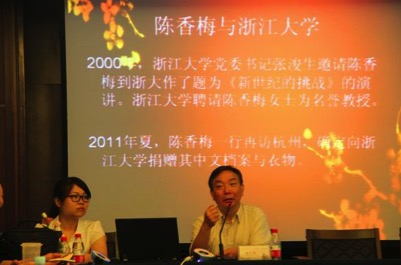 陈香梅与浙江大学
2000年，浙江大学党委书记张浚生邀请陈香
梅到浙大作了题为《新世纪的挑战》的演
讲。浙江大学聘请陈香梅女士为名誉教授。
2011年夏，陈香梅一行再访杭州，确定向浙
江大学捐赠其中文档案与衣物。